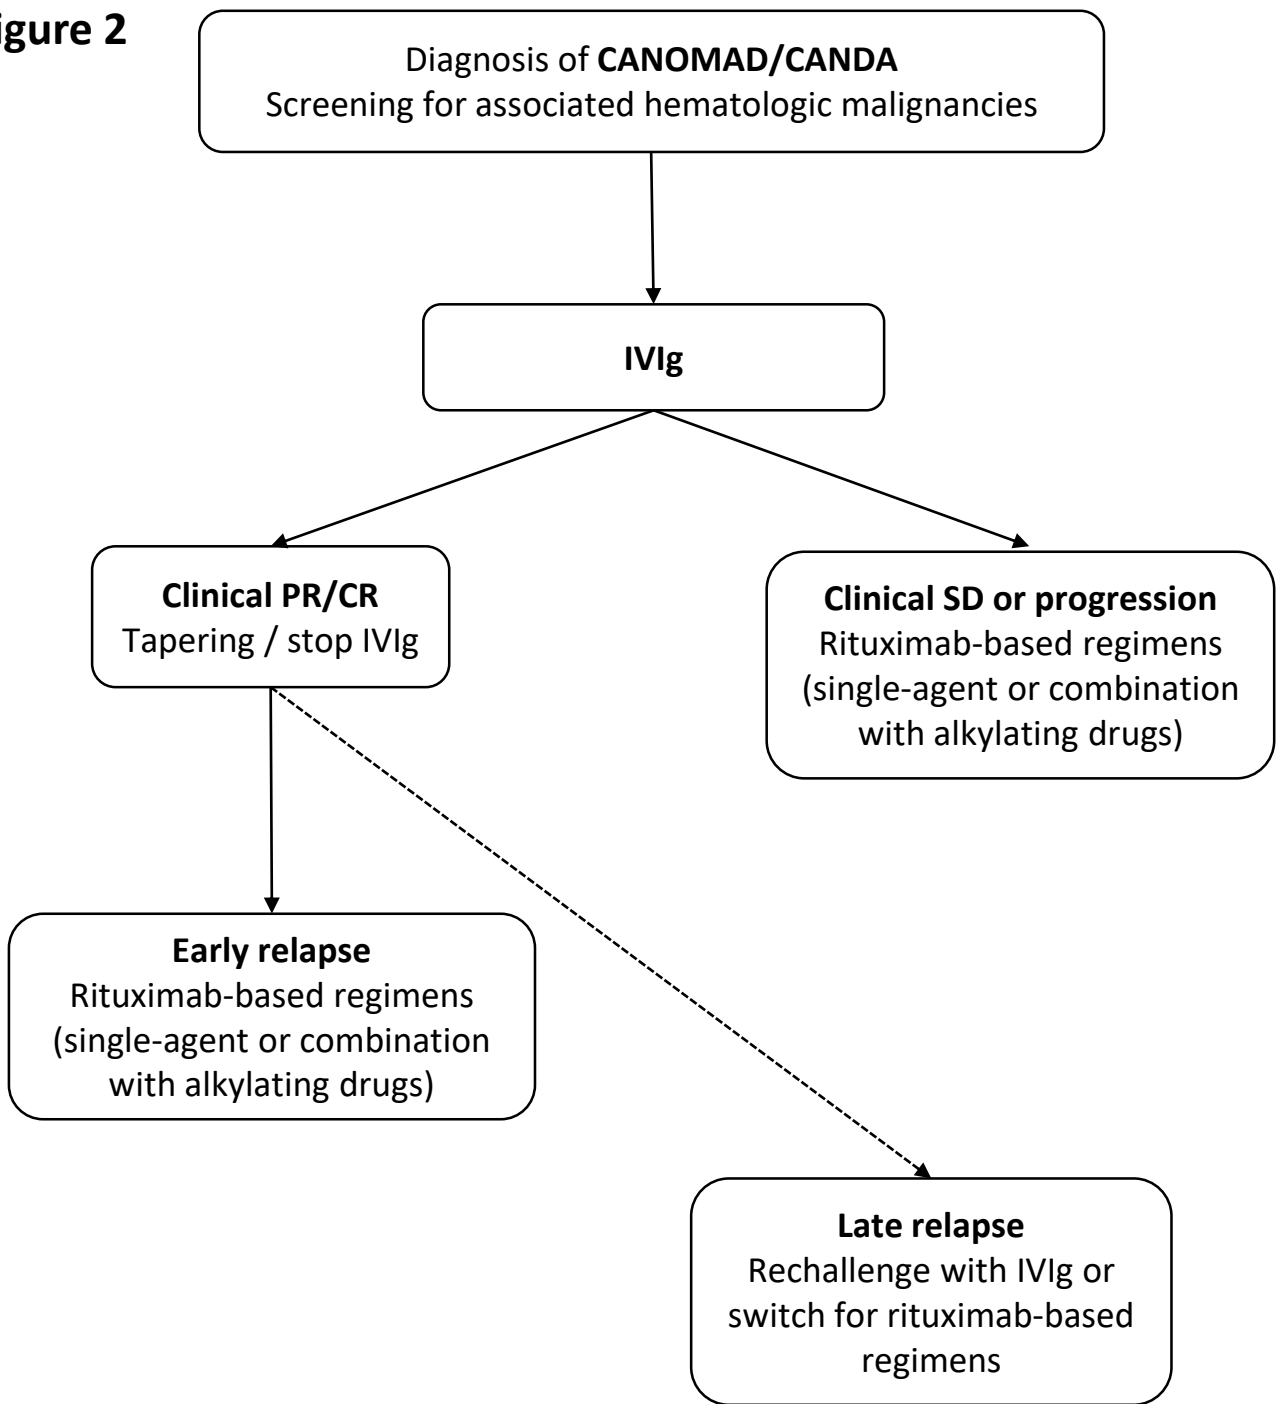 igure 2
Diagnosis of CANOMAD/CANDA
Screening for associated hematologic malignancies
IVIg
Clinical PR/CR
Tapering / stop IVIg
Clinical SD or progression
Rituximab-based regimens
(single-agent or combination
with alkylating drugs)
Early relapse
Rituximab-based regimens
(single-agent or combination
with alkylating drugs)
Late relapse
Rechallenge with IVIg or
switch for rituximab-based
regimens